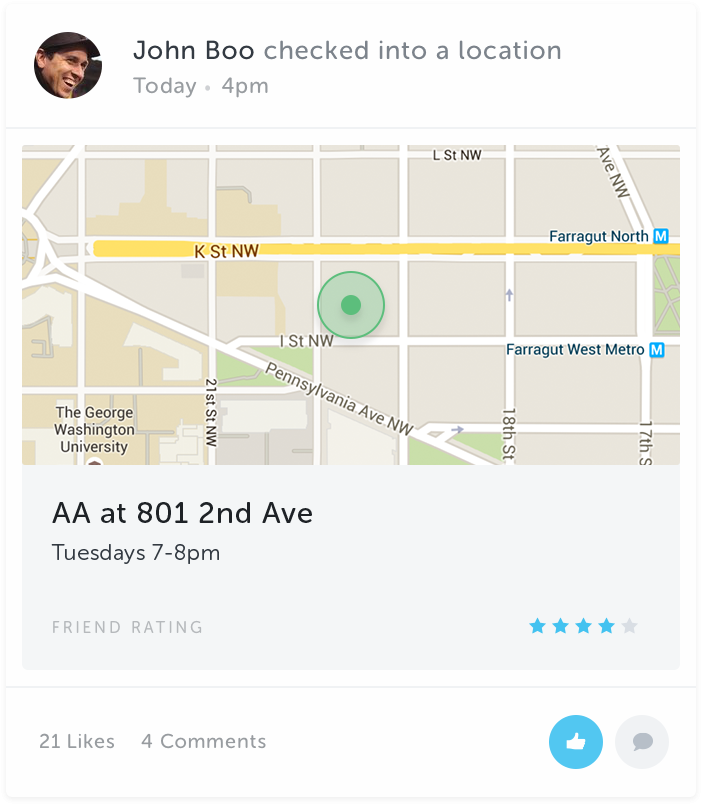 John Boo checked into a location
Today • 4pm
L St NW
Ave NW
Farragut North M
K St NW
I St NW
Farragut West Metro M
Pennsylvania Ave NW
21st St NW
18th St
17th S
The George
Washington
University
AA at 801 2nd Ave
Tuesdays 7-8pm
FRIEND RATING
21 Likes 4 Comments